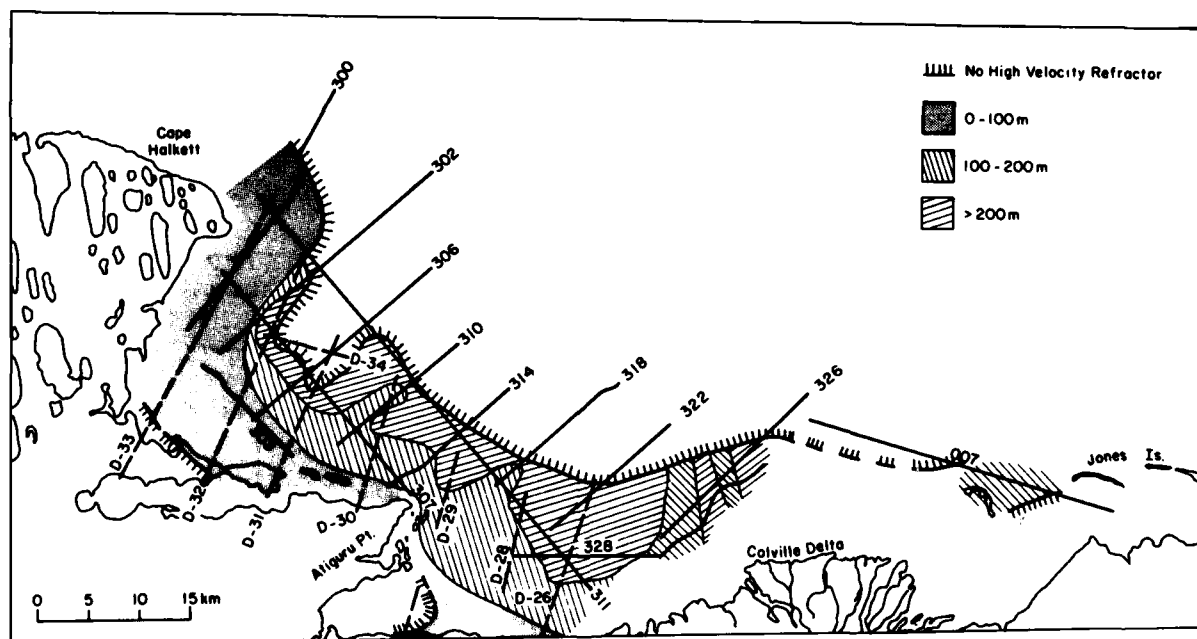 300
No High Velocity Refractor
0-100m
100-200m
>200m
Cape
Halkett
302
306
D-34
310
314
318
322
326
007
Jones Is.
D-33
D-32
D-31
D-30
D-29
D-28
D-26
328
311
Atiguru Pt.
Colville Delta
0 5 10 15km